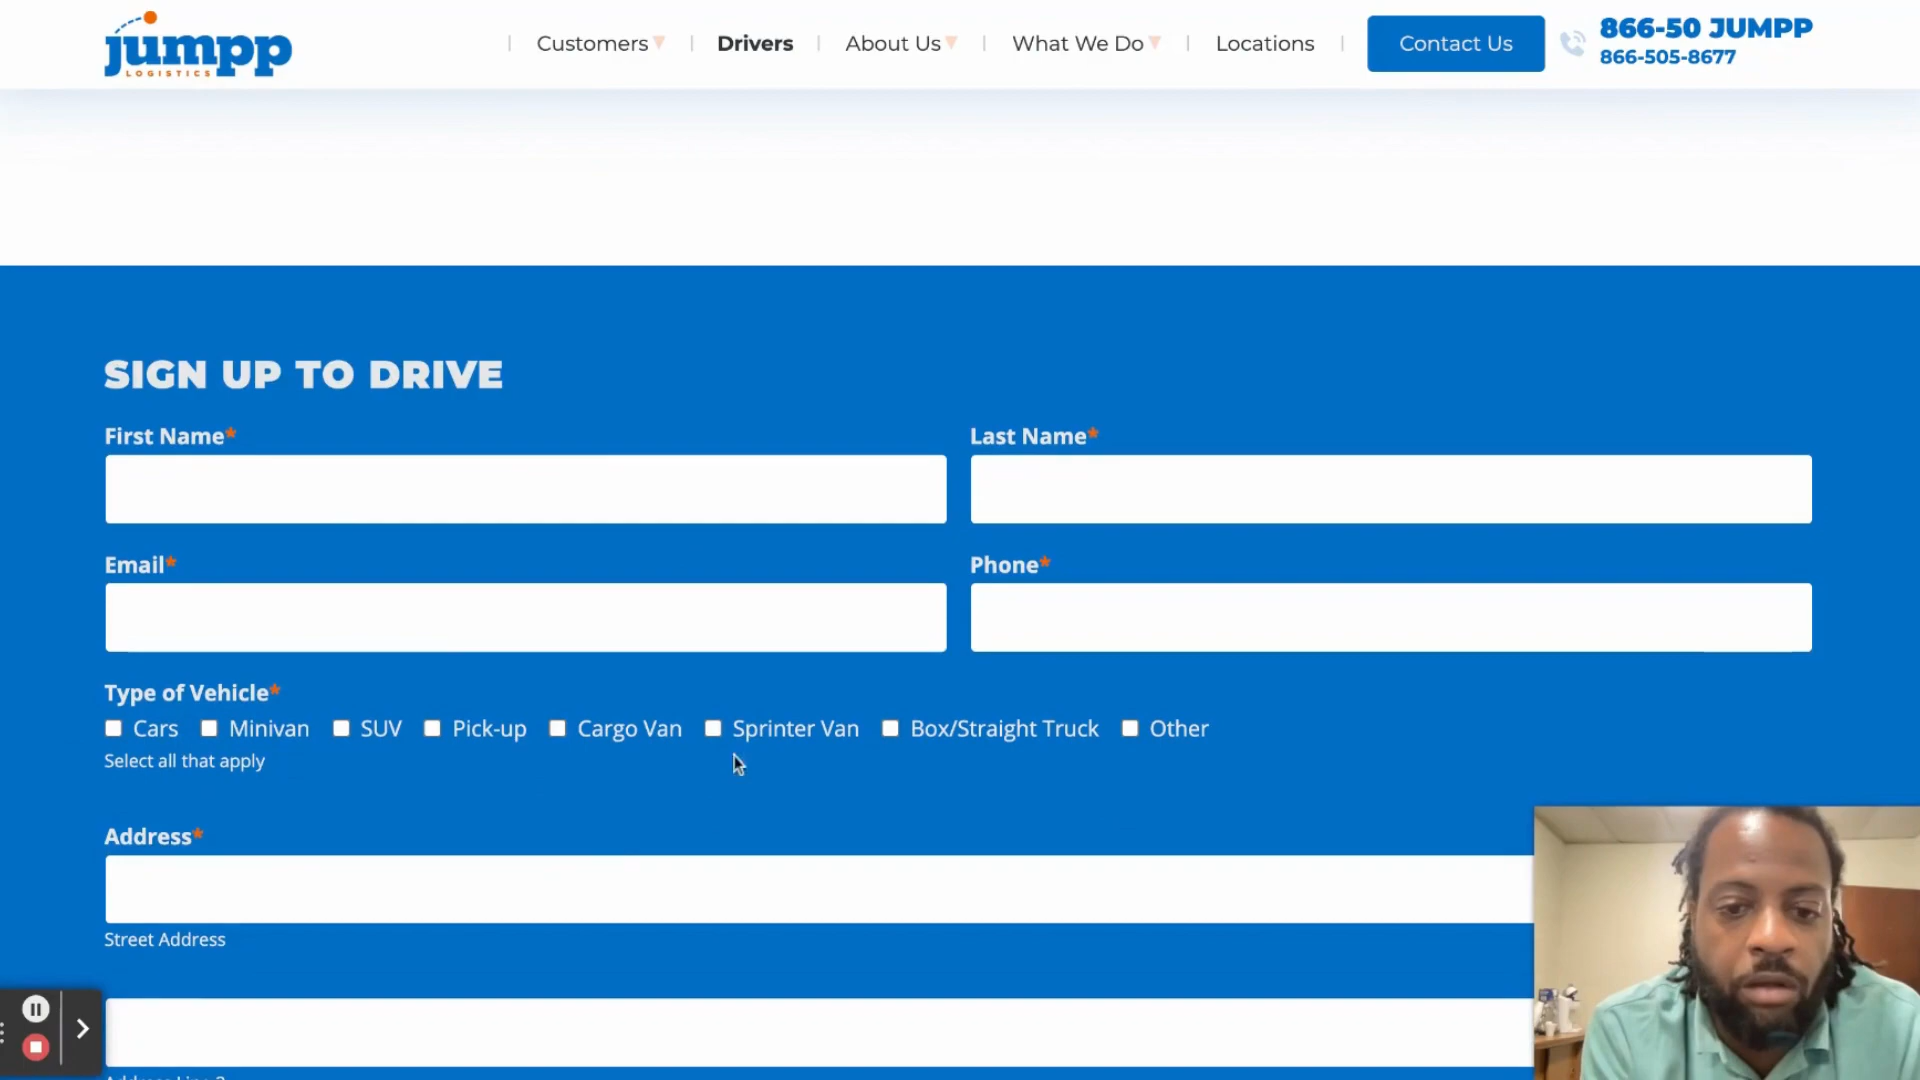 jumpp
LOGISTICS
Customers
Drivers
About Us
What We Do
Locations
Contact Us
866-50 JUMPP
866-505-8677
SIGN UP TO DRIVE
First Name*
Last Name*
Email*
Phone*
Type of Vehicle*
Cars Minivan SUV Pick-up Cargo Van Sprinter Van Box/Straight Truck Other
Select all that apply
Address*
Street Address